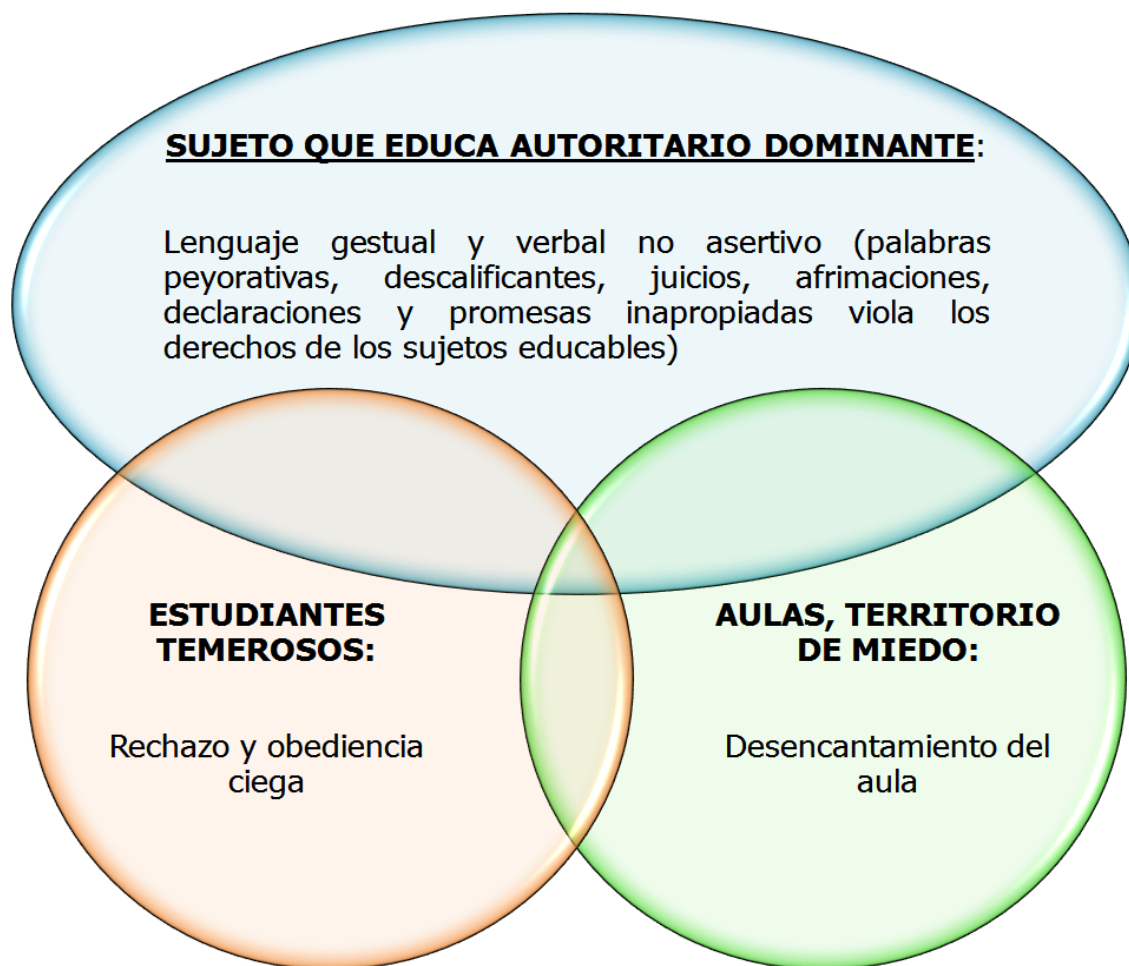 SUJETO QUE EDUCA AUTORITARIO DOMINANTE:
Lenguaje gestual y verbal no asertivo (palabras
peyorativas, descalificantes, juicios, afrimaciones,
declaraciones y promesas inapropiadas viola los
derechos de los sujetos educables)
ESTUDIANTES
TEMEROSOS:
Rechazo y obediencia
ciega
AULAS, TERRITORIO
DE MIEDO:
Desencantamiento del
aula